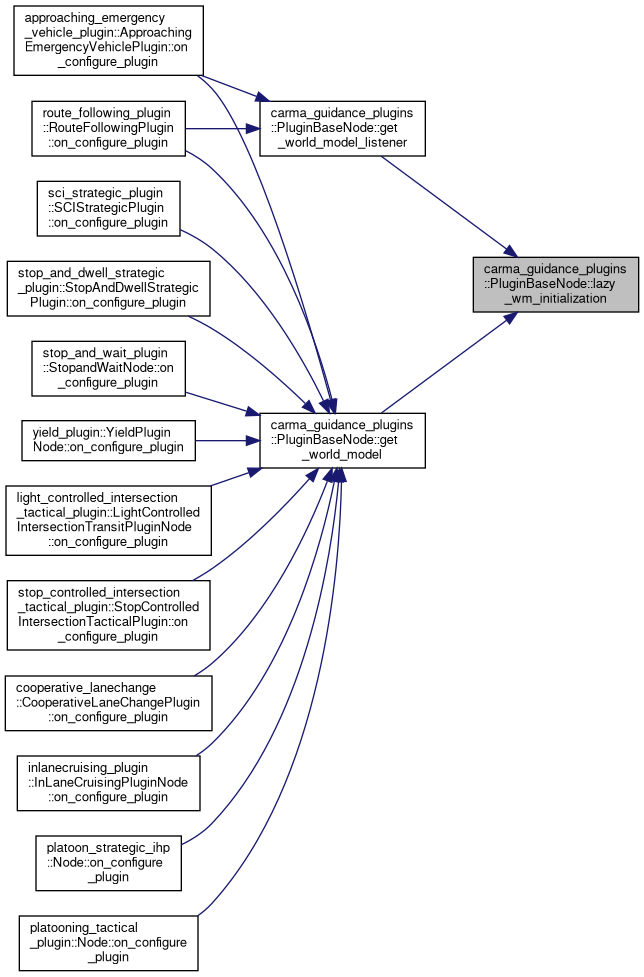 approaching_emergency
_vehicle_plugin::Approaching
EmergencyVehiclePlugin::on
_configure_plugin
route_following_plugin
::RouteFollowingPlugin
::on_configure_plugin
sci_strategic_plugin
::SCIStrategicPlugin
::on_configure_plugin
stop_and_dwell_strategic
_plugin::StopAndDwellStrategic
Plugin::on_configure_plugin
stop_and_wait_plugin
::StopandWaitNode::on
_configure_plugin
yield_plugin::YieldPlugin
Node::on_configure_plugin
light_controlled_intersection
_tactical_plugin::LightControlled
IntersectionTransitPluginNode
::on_configure_plugin
stop_controlled_intersection
_tactical_plugin::StopControlled
IntersectionTacticalPlugin::on
_configure_plugin
cooperative_lanechange
::CooperativeLaneChangePlugin
::on_configure_plugin
inlanecruising_plugin
::InLaneCruisingPluginNode
::on_configure_plugin
platoon_strategic_ihp
::Node::on_configure
_plugin
platooning_tactical
_plugin::Node::on_configure
_plugin
carma_guidance_plugins
::PluginBaseNode::get
_world_model_listener
carma_guidance_plugins
::PluginBaseNode::get
_world_model
carma_guidance_plugins
::PluginBaseNode::lazy
_wm_initialization